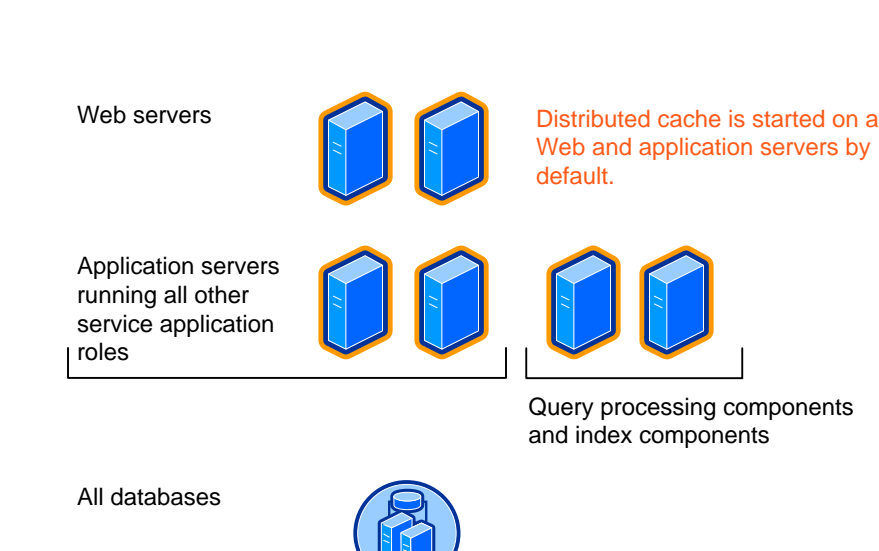 Web servers
Distributed cache is started on a
Web and application servers by
default.
Application servers
running all other
service application
roles
Query processing components
and index components
All databases